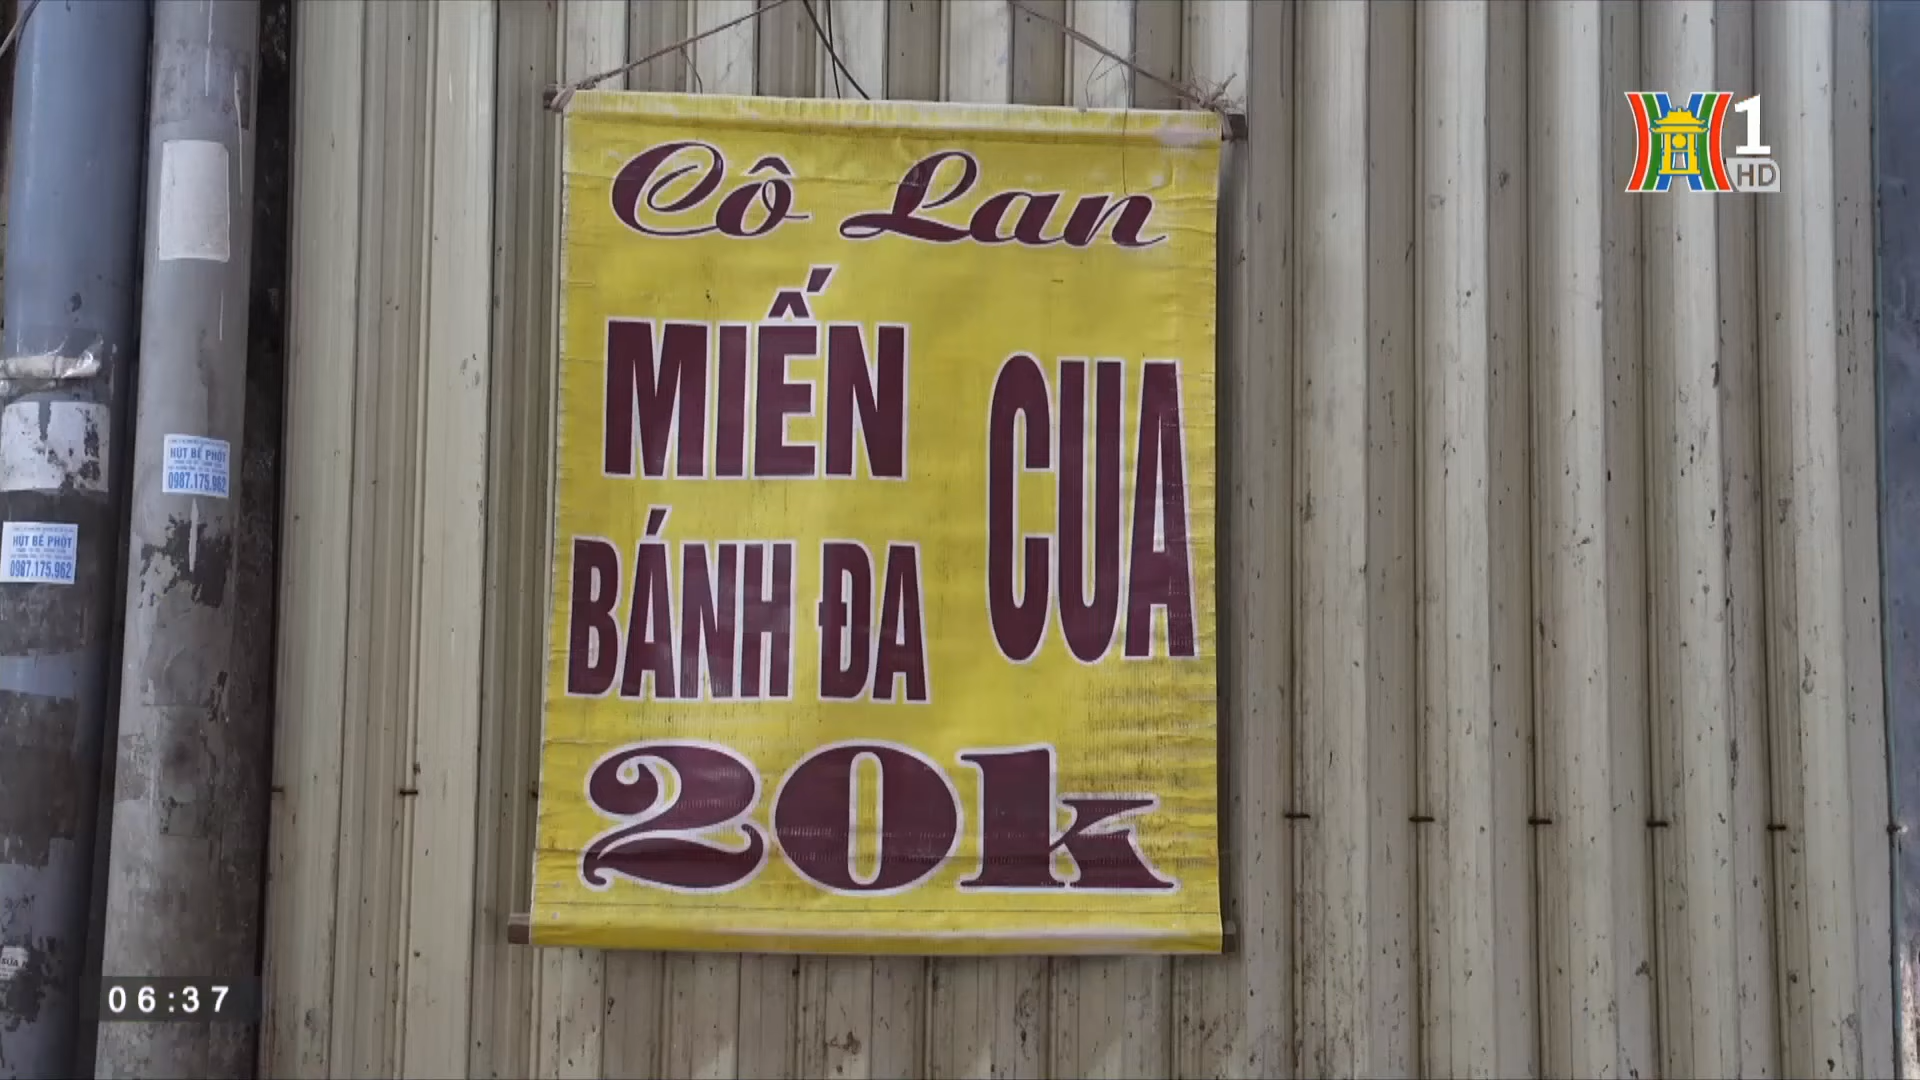 Cô Lan
MIẾN
CUA
BÁNH ĐA
20k
1
HD
HÚT BỂ PHỐT
0987.175.962
HÚT BỂ PHỐT
0987.175.962
06:37